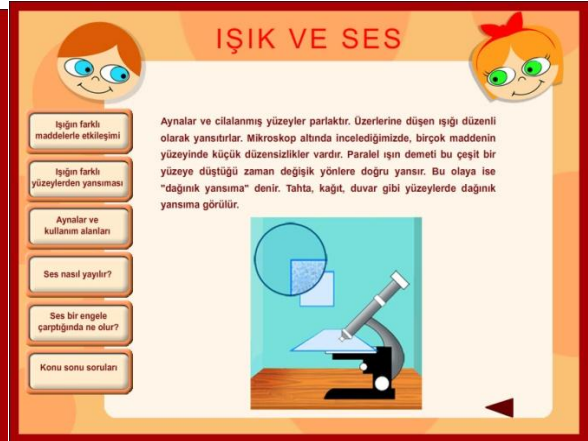 IŞIK VE SES
Işığın farklı
maddelerle etkileşimi
Işığın farklı
yüzeylerden yansıması
Aynalar ve
kullanım alanları
Ses nasıl yayılır?
Ses bir engele
çarptığında ne olur?
Konu sonu soruları
Aynalar ve cilalanmış yüzeyler parlaktır. Üzerlerine düşen ışığı düzenli
olarak yansıtırlar. Mikroskop altında incelediğimizde, birçok maddenin
yüzeyinde küçük düzensizlikler vardır. Paralel ışın demeti bu çeşit bir
yüzeye düştüğü zaman değişik yönlere doğru yansır. Bu olaya ise
"dağınık yansıma" denir. Tahta, kağıt, duvar gibi yüzeylerde dağınık
yansıma görülür.